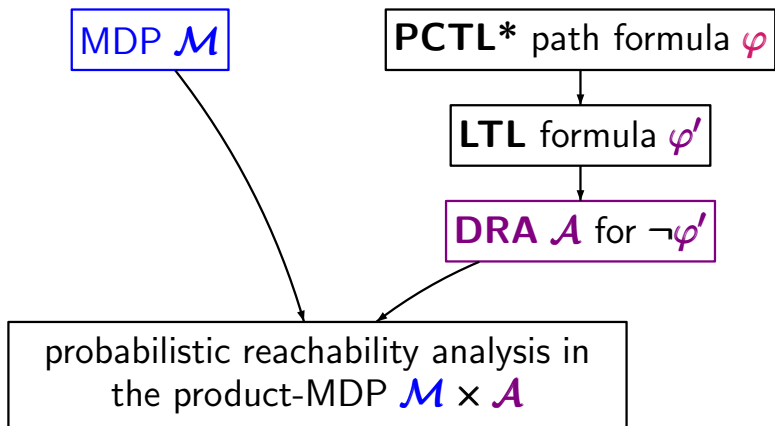 MDP 𝓜
PCTL* path formula φ
LTL formula φ′
DRA 𝓐 for ¬φ′
probabilistic reachability analysis in
the product-MDP 𝓜 × 𝓐